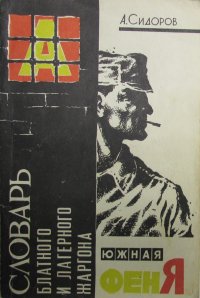 А.Сидоров
СЛОВАРЬ
БЛАТНОГО
И ЛАГЕРНОГО
ЖАРГОНА
ЮЖНАЯ
ФЕНЯ